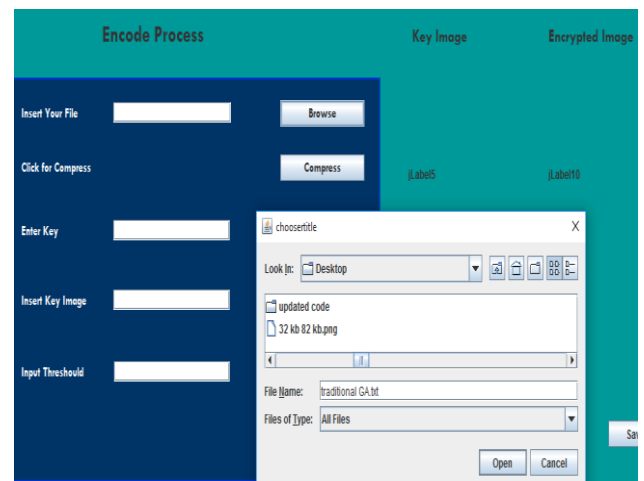 Encode Process
Key Image
Encrypted Image
Insert Your File
Browse
Click for Compress
Compress
jLabel5
jLabel10
Enter Key
Insert Key Image
Input Threshould
choosertitle
X
Look In: Desktop
updated code
32 kb 82 kb.png
File Name: traditional GA.txt
Files of Type: All Files
Open
Cancel
Sav